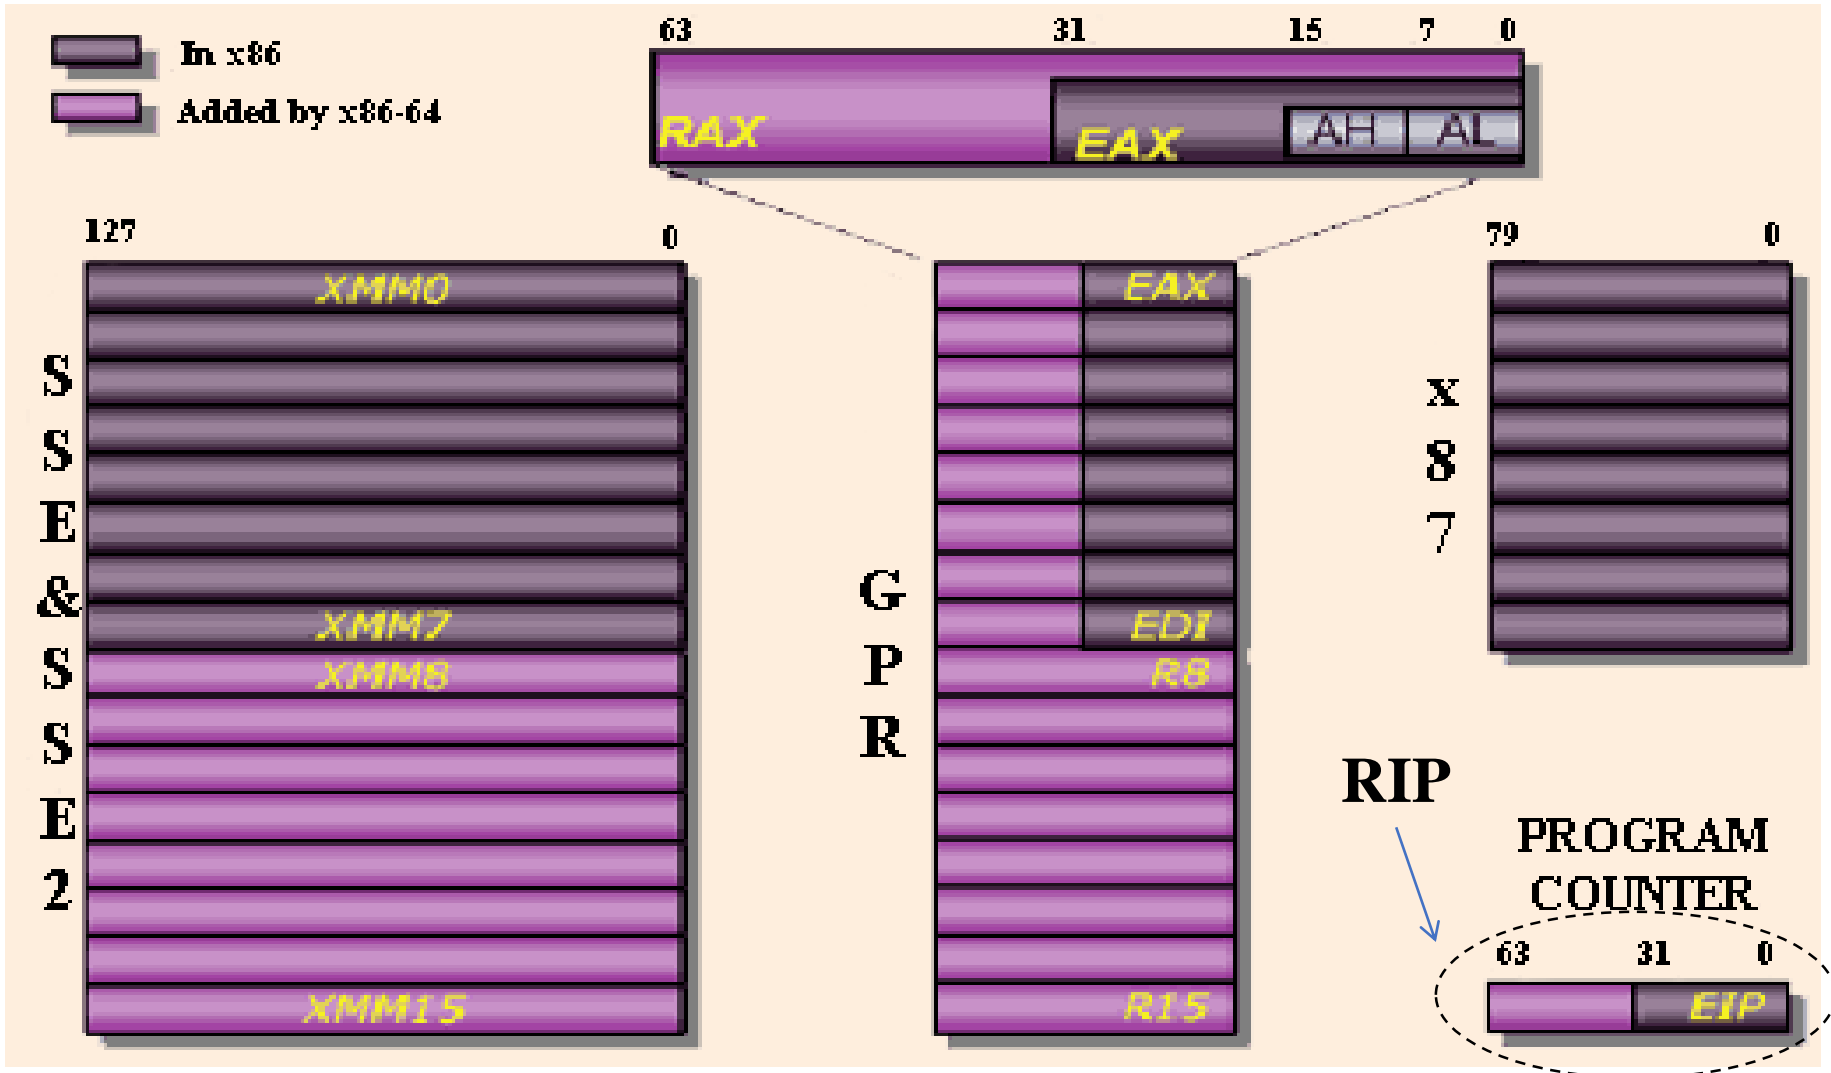 In x86
Added by x86-64
63 31 15 7 0
RAX EAX AH AL
127 0
XMM0
XMM7
XMM8
XMM15
S
S
E
&
S
S
E
2
EAX
EDI
R8
R15
G
P
R
79 0
x
8
7
RIP
PROGRAM
COUNTER
63 31 0
EIP